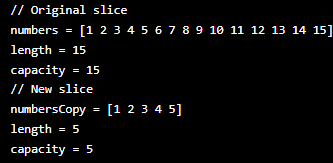 // Original slice
numbers = [1 2 3 4 5 6 7 8 9 10 11 12 13 14 15]
length = 15
capacity = 15
// New slice
numbersCopy = [1 2 3 4 5]
length = 5
capacity = 5